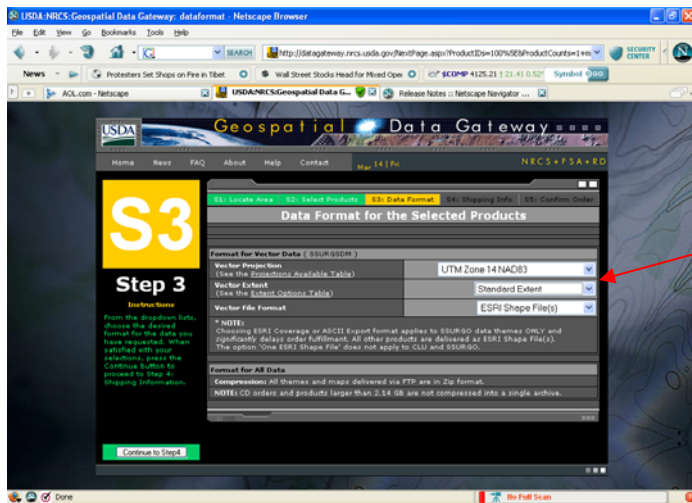 USDA:NRCS:Geospatial Data Gateway: dataformat - Netscape Browser
File Edit View Go Bookmarks Tools Help
SEARCH http://datagateway.nrcs.usda.gov/NextPage.aspx?ProductIDs=100%5E&ProductCounts=1+m SECURITY CENTER
News Protesters Set Shops on Fire in Tibet Wall Street Stocks Head for Mixed Open $COMP 4125.21 ↑ 21.41 0.52% Symbol GO
AOL.com - Netscape USDA:NRCS:Geospatial Data G... Release Notes :: Netscape Navigator ...
USDA Geospatial Data Gateway
Home News FAQ About Help Contact Mar 14 | Fri NRCS+FSA+RD
S1: Locate Area S2: Select Products S3: Data Format S4: Shipping Info S5: Confirm Order
Data Format for the Selected Products
S3
Step 3
Instructions
From the dropdown lists,
choose the desired
format for the data you
have requested. When
satisfied with your
selections, press the
Continue Button to
proceed to Step 4:
Shipping Information.
Continue to Step4
Format for Vector Data ( SSURGSDM )
Vector Projection
(See the Projections Available Table) UTM Zone 14 NAD83
Vector Extent
(See the Extent Options Table) Standard Extent
Vector File Format ESRI Shape File(s)
* NOTE:
Choosing ESRI Coverage or ASCII Export format applies to SSURGO data themes ONLY and
significantly delays order fulfillment. All other products are delivered as ESRI Shape File(s).
The option 'One ESRI Shape File' does not apply to CLU and SSURGO.
Format for All Data
Compression: All themes and maps delivered via FTP are in Zip format.
NOTE: CD orders and products larger than 2.14 GB are not compressed into a single archive.
Done No Full Scan